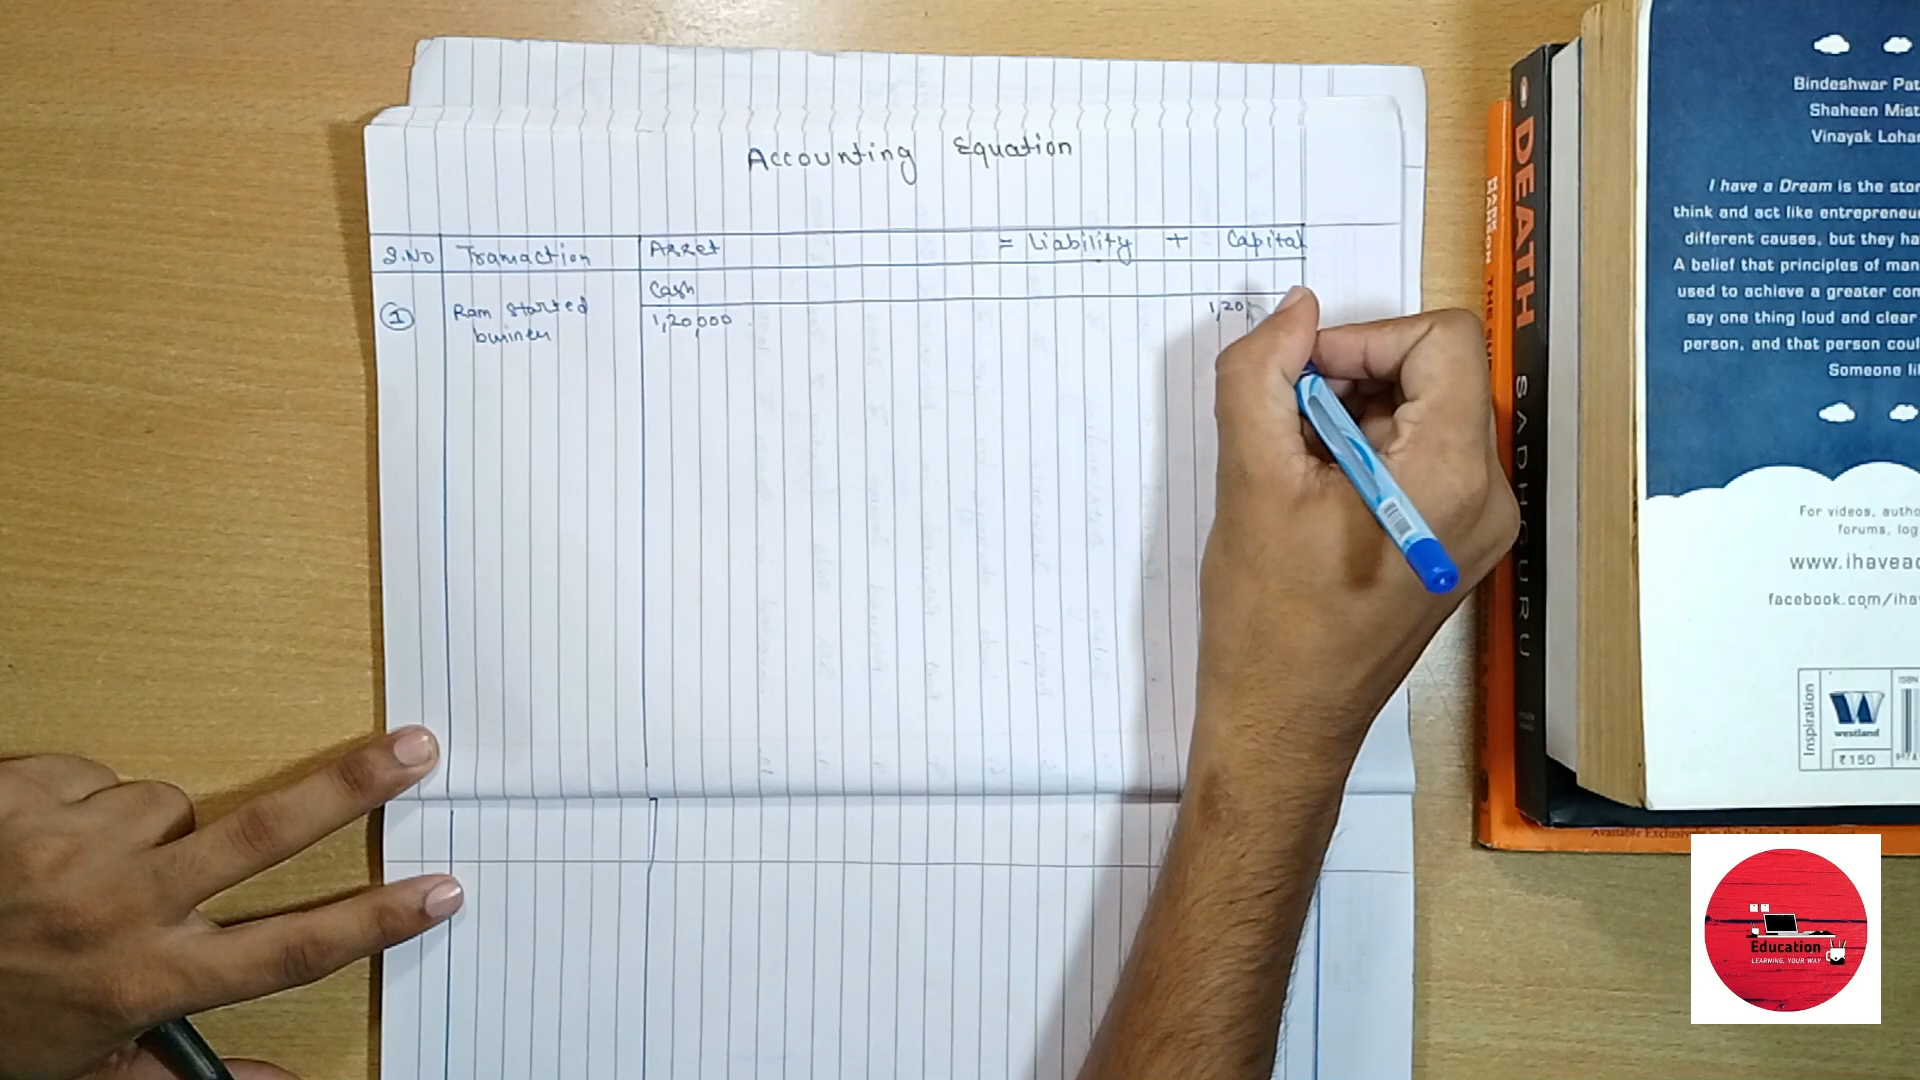 Accounting Equation
S.NO Transaction Asset = Liability + Capital
Cash
1 Ram started business
1,20,000 1,20
DEATH SADHGURU
Bindeshwar Pat
Shaheen Mist
Vinayak Lohar
I have a Dream is the stor
think and act like entrepreneur
different causes, but they ha
A belief that principles of man
used to achieve a greater con
say one thing loud and clear
person, and that person coul
Someone li
For videos, autho
forums, log
www.ihavead
facebook.com/iha
Inspiration
westland
₹150
ISBN
Education
LEARNING, YOUR WAY